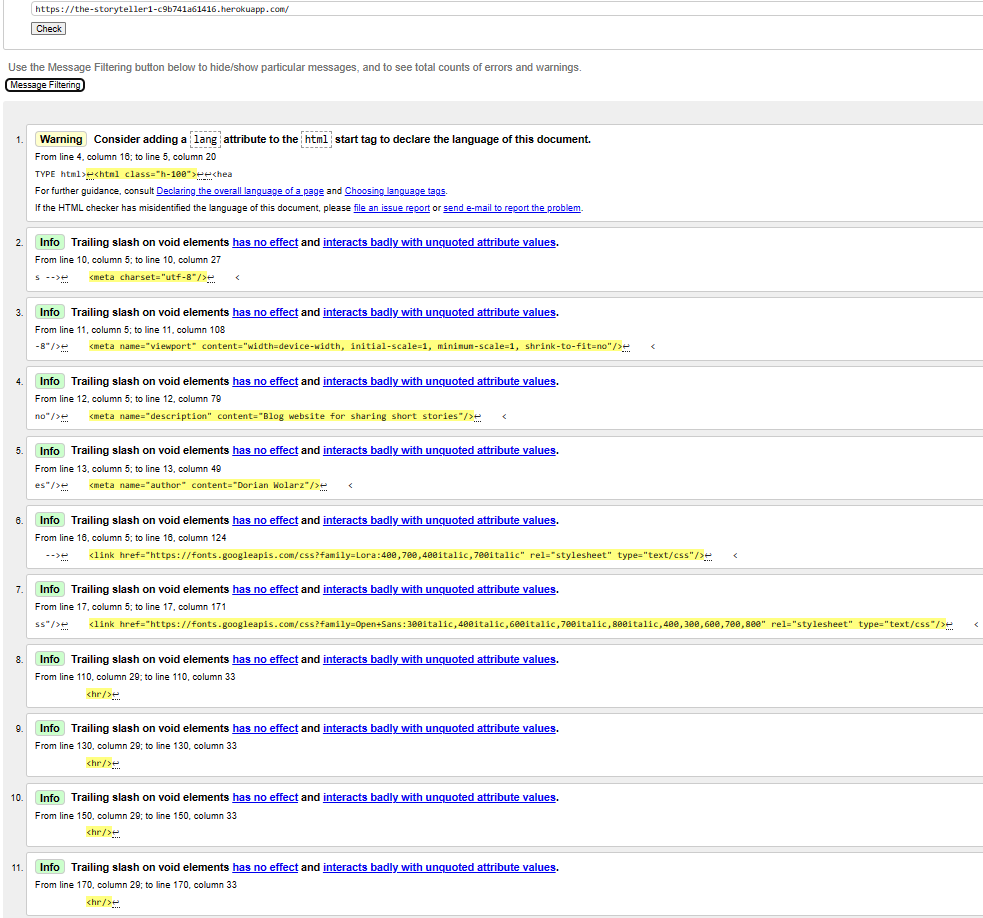 https://the-storyteller1-c9b741a61416.herokuapp.com/
Check
Use the Message Filtering button below to hide/show particular messages, and to see total counts of errors and warnings.
Message Filtering
1. Warning Consider adding a lang attribute to the html start tag to declare the language of this document.
From line 4, column 16; to line 5, column 20
TYPE html>↩<html class="h-100">↩↩<hea
For further guidance, consult Declaring the overall language of a page and Choosing language tags.
If the HTML checker has misidentified the language of this document, please file an issue report or send e-mail to report the problem.
2. Info Trailing slash on void elements has no effect and interacts badly with unquoted attribute values.
From line 10, column 5; to line 10, column 27
s -->↩ <meta charset="utf-8"/>↩ <
3. Info Trailing slash on void elements has no effect and interacts badly with unquoted attribute values.
From line 11, column 5; to line 11, column 108
-8"/>↩ <meta name="viewport" content="width=device-width, initial-scale=1, minimum-scale=1, shrink-to-fit=no"/>↩ <
4. Info Trailing slash on void elements has no effect and interacts badly with unquoted attribute values.
From line 12, column 5; to line 12, column 79
no"/>↩ <meta name="description" content="Blog website for sharing short stories"/>↩ <
5. Info Trailing slash on void elements has no effect and interacts badly with unquoted attribute values.
From line 13, column 5; to line 13, column 49
es"/>↩ <meta name="author" content="Dorian Wolarz"/>↩ <
6. Info Trailing slash on void elements has no effect and interacts badly with unquoted attribute values.
From line 16, column 5; to line 16, column 124
-->↩ <link href="https://fonts.googleapis.com/css?family=Lora:400,700,400italic,700italic" rel="stylesheet" type="text/css"/>↩ <
7. Info Trailing slash on void elements has no effect and interacts badly with unquoted attribute values.
From line 17, column 5; to line 17, column 171
ss"/>↩ <link href="https://fonts.googleapis.com/css?family=Open+Sans:300italic,400italic,600italic,700italic,800italic,400,300,600,700,800" rel="stylesheet" type="text/css"/>↩ <
8. Info Trailing slash on void elements has no effect and interacts badly with unquoted attribute values.
From line 110, column 29; to line 110, column 33
<hr/>↩
9. Info Trailing slash on void elements has no effect and interacts badly with unquoted attribute values.
From line 130, column 29; to line 130, column 33
<hr/>↩
10. Info Trailing slash on void elements has no effect and interacts badly with unquoted attribute values.
From line 150, column 29; to line 150, column 33
<hr/>↩
11. Info Trailing slash on void elements has no effect and interacts badly with unquoted attribute values.
From line 170, column 29; to line 170, column 33
<hr/>↩